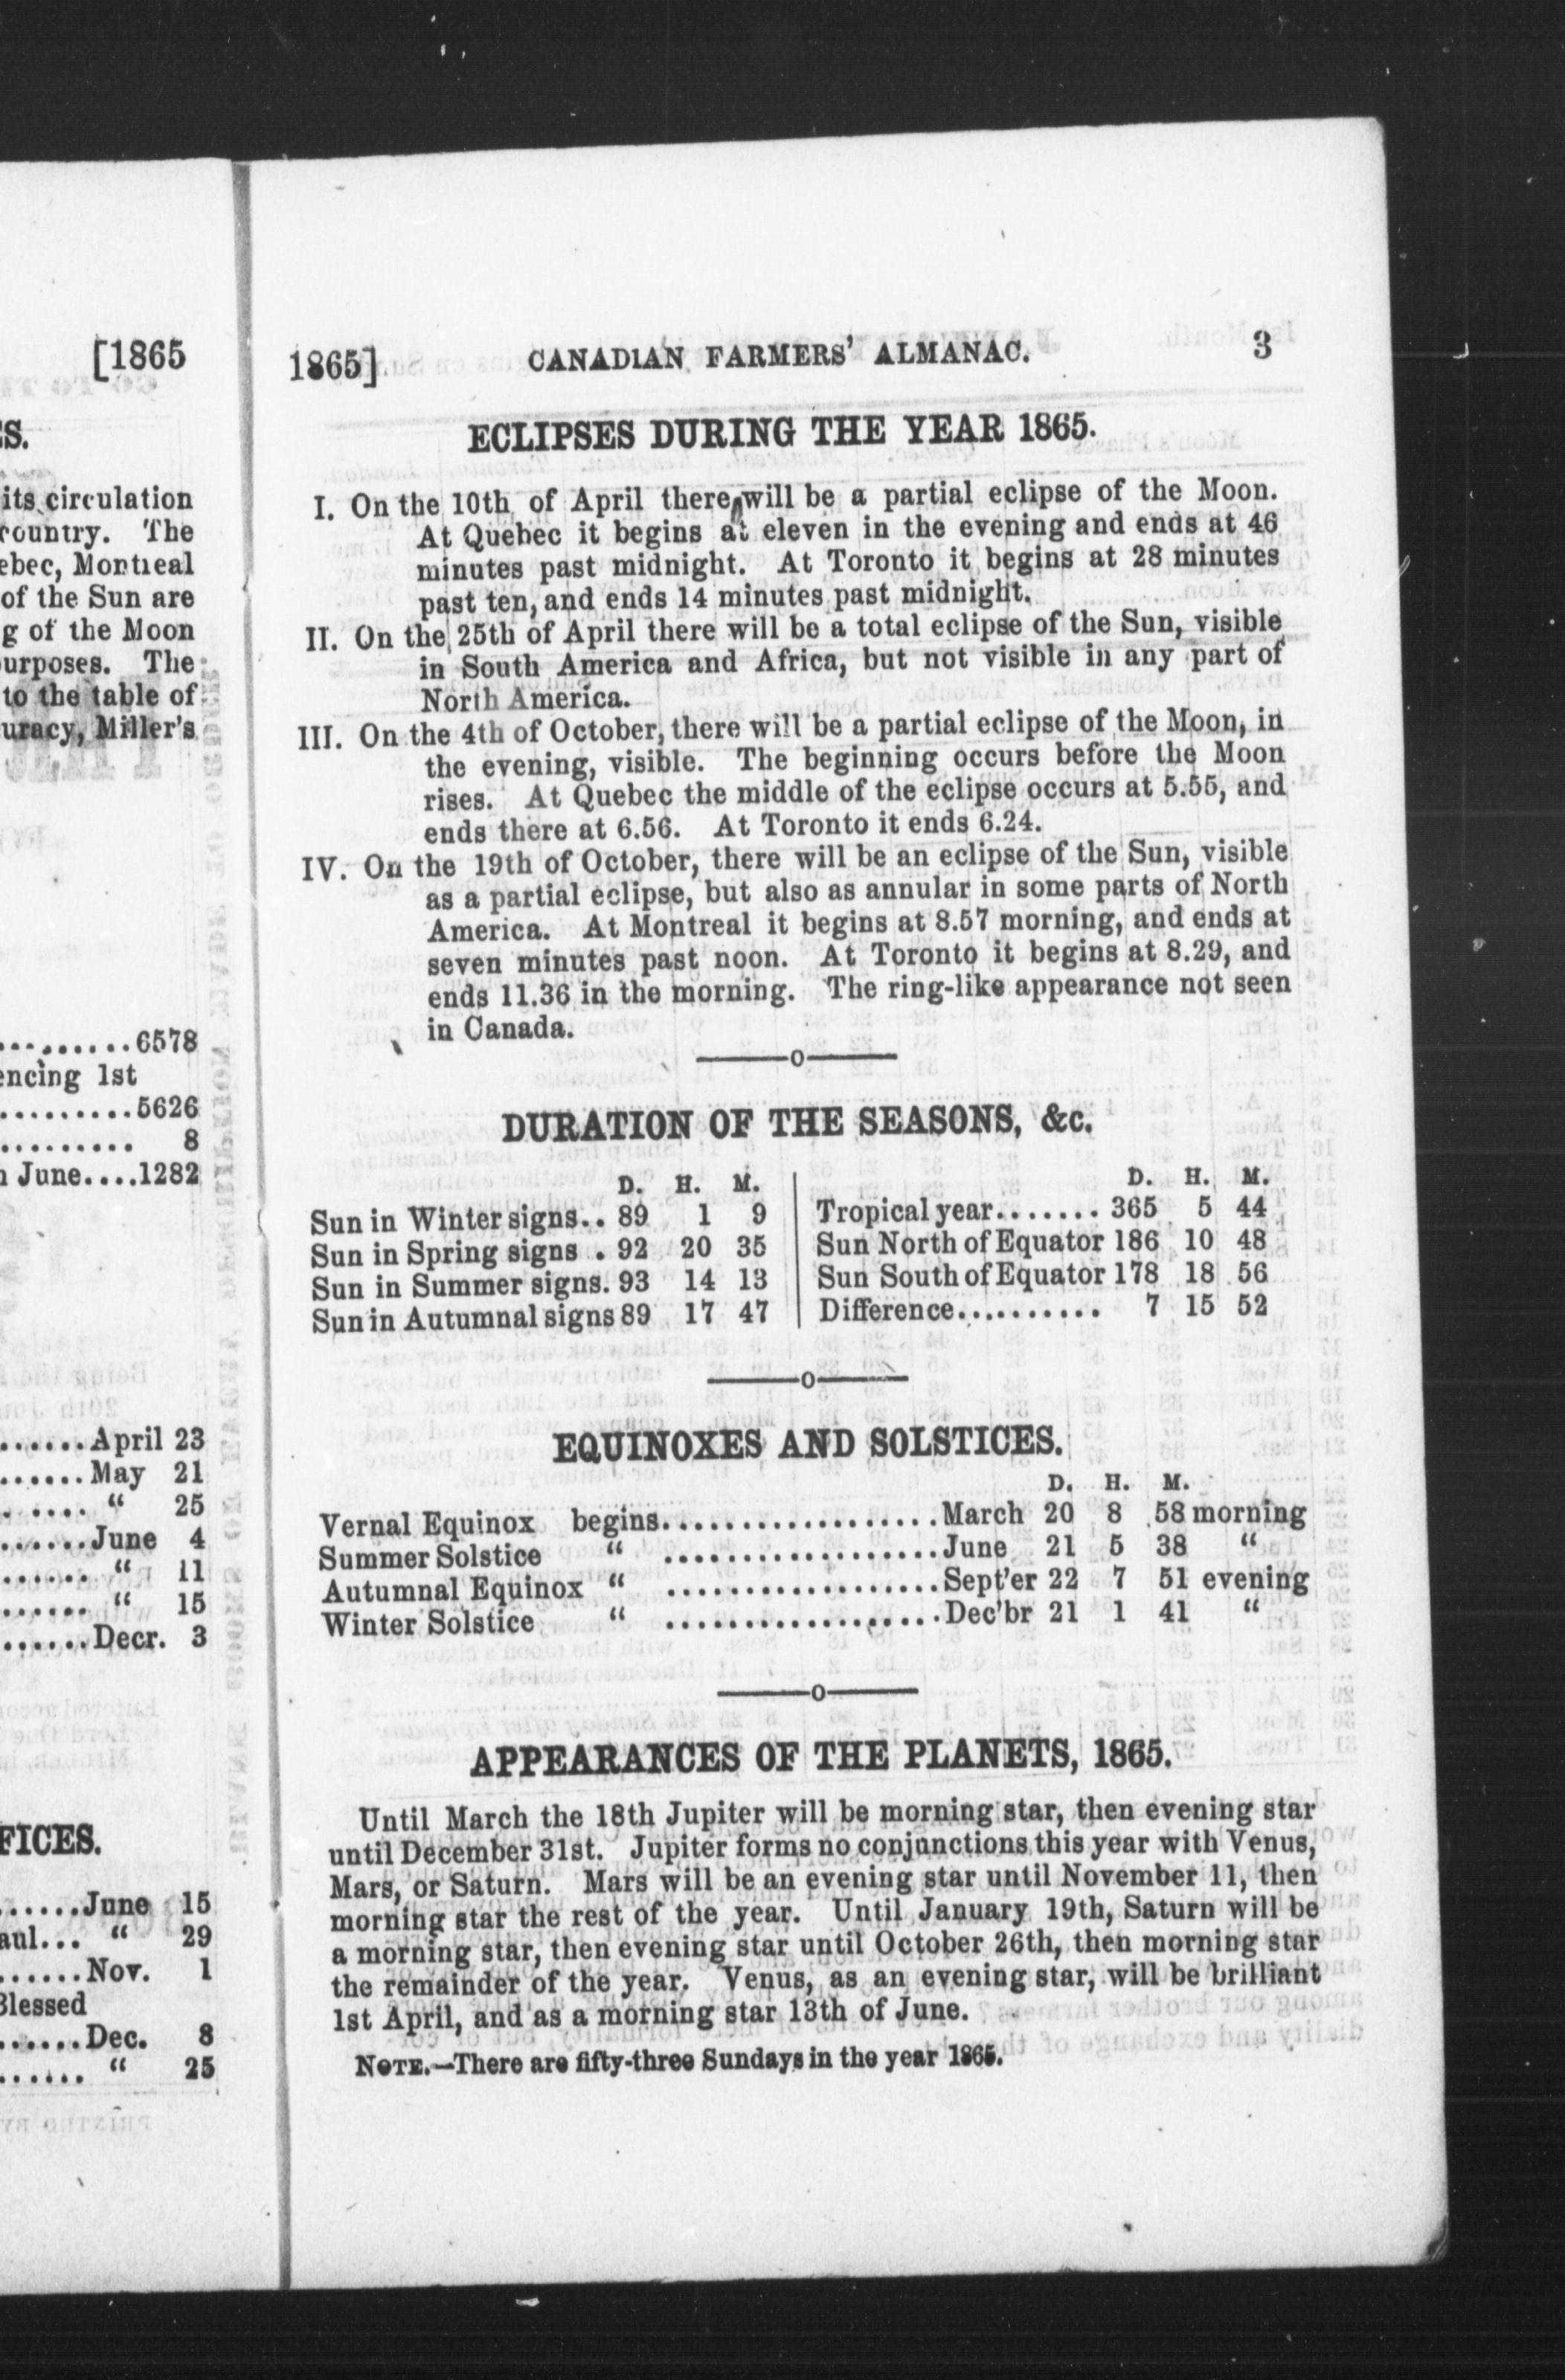 [1865
S.
its circulation
country. The
ebec, Montreal
of the Sun are
g of the Moon
urposes. The
to the table of
uracy, Miller's
..........6578
encing 1st
..........5626
.......... 8
June....1282
.......April 23
.......May 21
....... “ 25
.......June 4
....... “ 11
....... “ 15
.......Decr. 3
FICES.
.......June 15
aul... “ 29
.......Nov. 1
Blessed
.......Dec. 8
....... “ 25
1865] CANADIAN FARMERS' ALMANAC. 3
ECLIPSES DURING THE YEAR 1865.
I. On the 10th of April there will be a partial eclipse of the Moon.
At Quebec it begins at eleven in the evening and ends at 46
minutes past midnight. At Toronto it begins at 28 minutes
past ten, and ends 14 minutes past midnight.
II. On the 25th of April there will be a total eclipse of the Sun, visible
in South America and Africa, but not visible in any part of
North America.
III. On the 4th of October, there will be a partial eclipse of the Moon, in
the evening, visible. The beginning occurs before the Moon
rises. At Quebec the middle of the eclipse occurs at 5.55, and
ends there at 6.56. At Toronto it ends 6.24.
IV. On the 19th of October, there will be an eclipse of the Sun, visible
as a partial eclipse, but also as annular in some parts of North
America. At Montreal it begins at 8.57 morning, and ends at
seven minutes past noon. At Toronto it begins at 8.29, and
ends 11.36 in the morning. The ring-like appearance not seen
in Canada.
DURATION OF THE SEASONS, &c.
D. H. M.
Sun in Winter signs.. 89 1 9
Sun in Spring signs . 92 20 35
Sun in Summer signs. 93 14 13
Sun in Autumnal signs 89 17 47
D. H. M.
Tropical year....... 365 5 44
Sun North of Equator 186 10 48
Sun South of Equator 178 18 56
Difference.......... 7 15 52
EQUINOXES AND SOLSTICES.
D. H. M.
Vernal Equinox begins..................March 20 8 58 morning
Summer Solstice “ ..................June 21 5 38 “
Autumnal Equinox “ ..................Sept'er 22 7 51 evening
Winter Solstice “ ..................Dec'br 21 1 41 “
APPEARANCES OF THE PLANETS, 1865.
Until March the 18th Jupiter will be morning star, then evening star
until December 31st. Jupiter forms no conjunctions this year with Venus,
Mars, or Saturn. Mars will be an evening star until November 11, then
morning star the rest of the year. Until January 19th, Saturn will be
a morning star, then evening star until October 26th, then morning star
the remainder of the year. Venus, as an evening star, will be brilliant
1st April, and as a morning star 13th of June.
NOTE.—There are fifty-three Sundays in the year 1865.